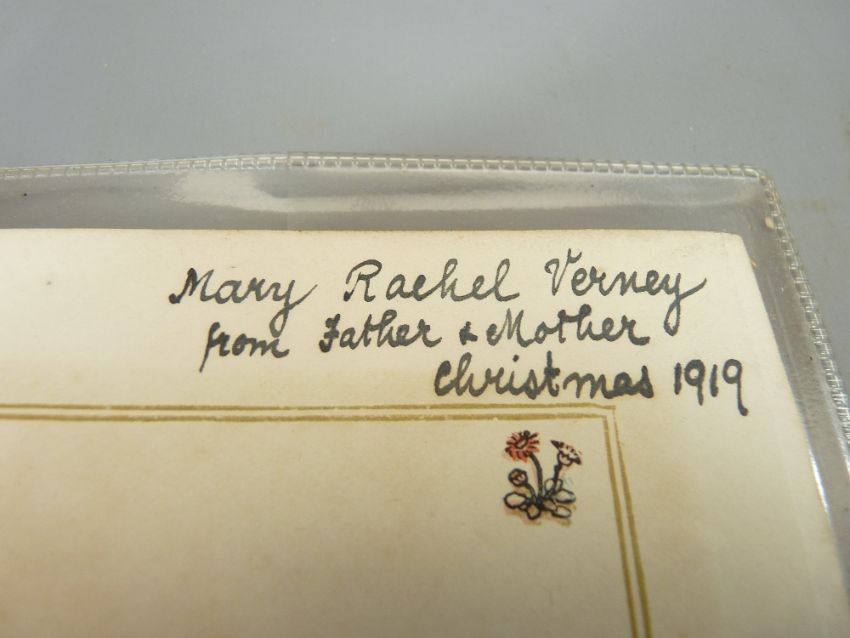 Mary Rachel Verney
from Father & Mother
Christmas 1919